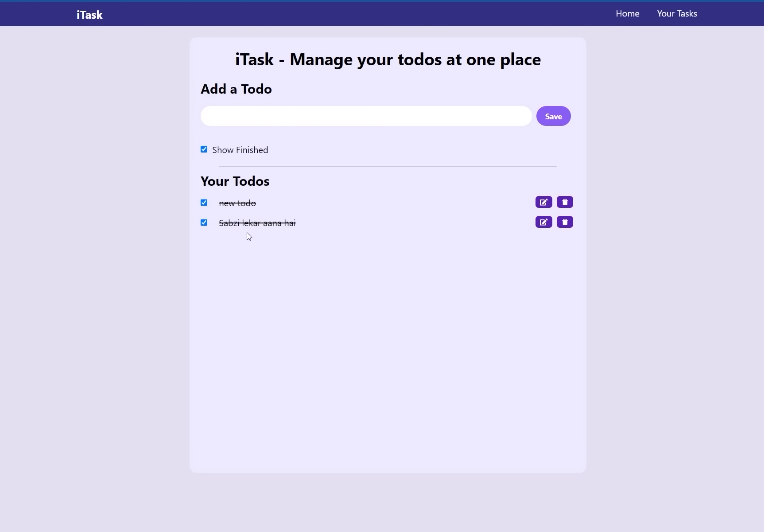 iTask
Home
Your Tasks
iTask - Manage your todos at one place
Add a Todo
Save
Show Finished
Your Todos
new todo
Sabzi lekar aana hai